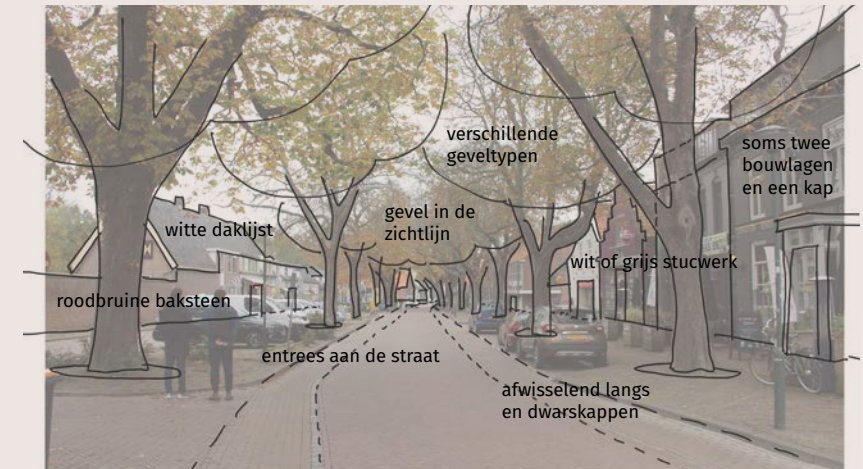 verschillende
geveltypen
soms twee
bouwlagen
en een kap
gevel in de
zichtlijn
witte daklijst
wit of grijs stucwerk
roodbruine baksteen
entrees aan de straat
afwisselend langs
en dwarskappen